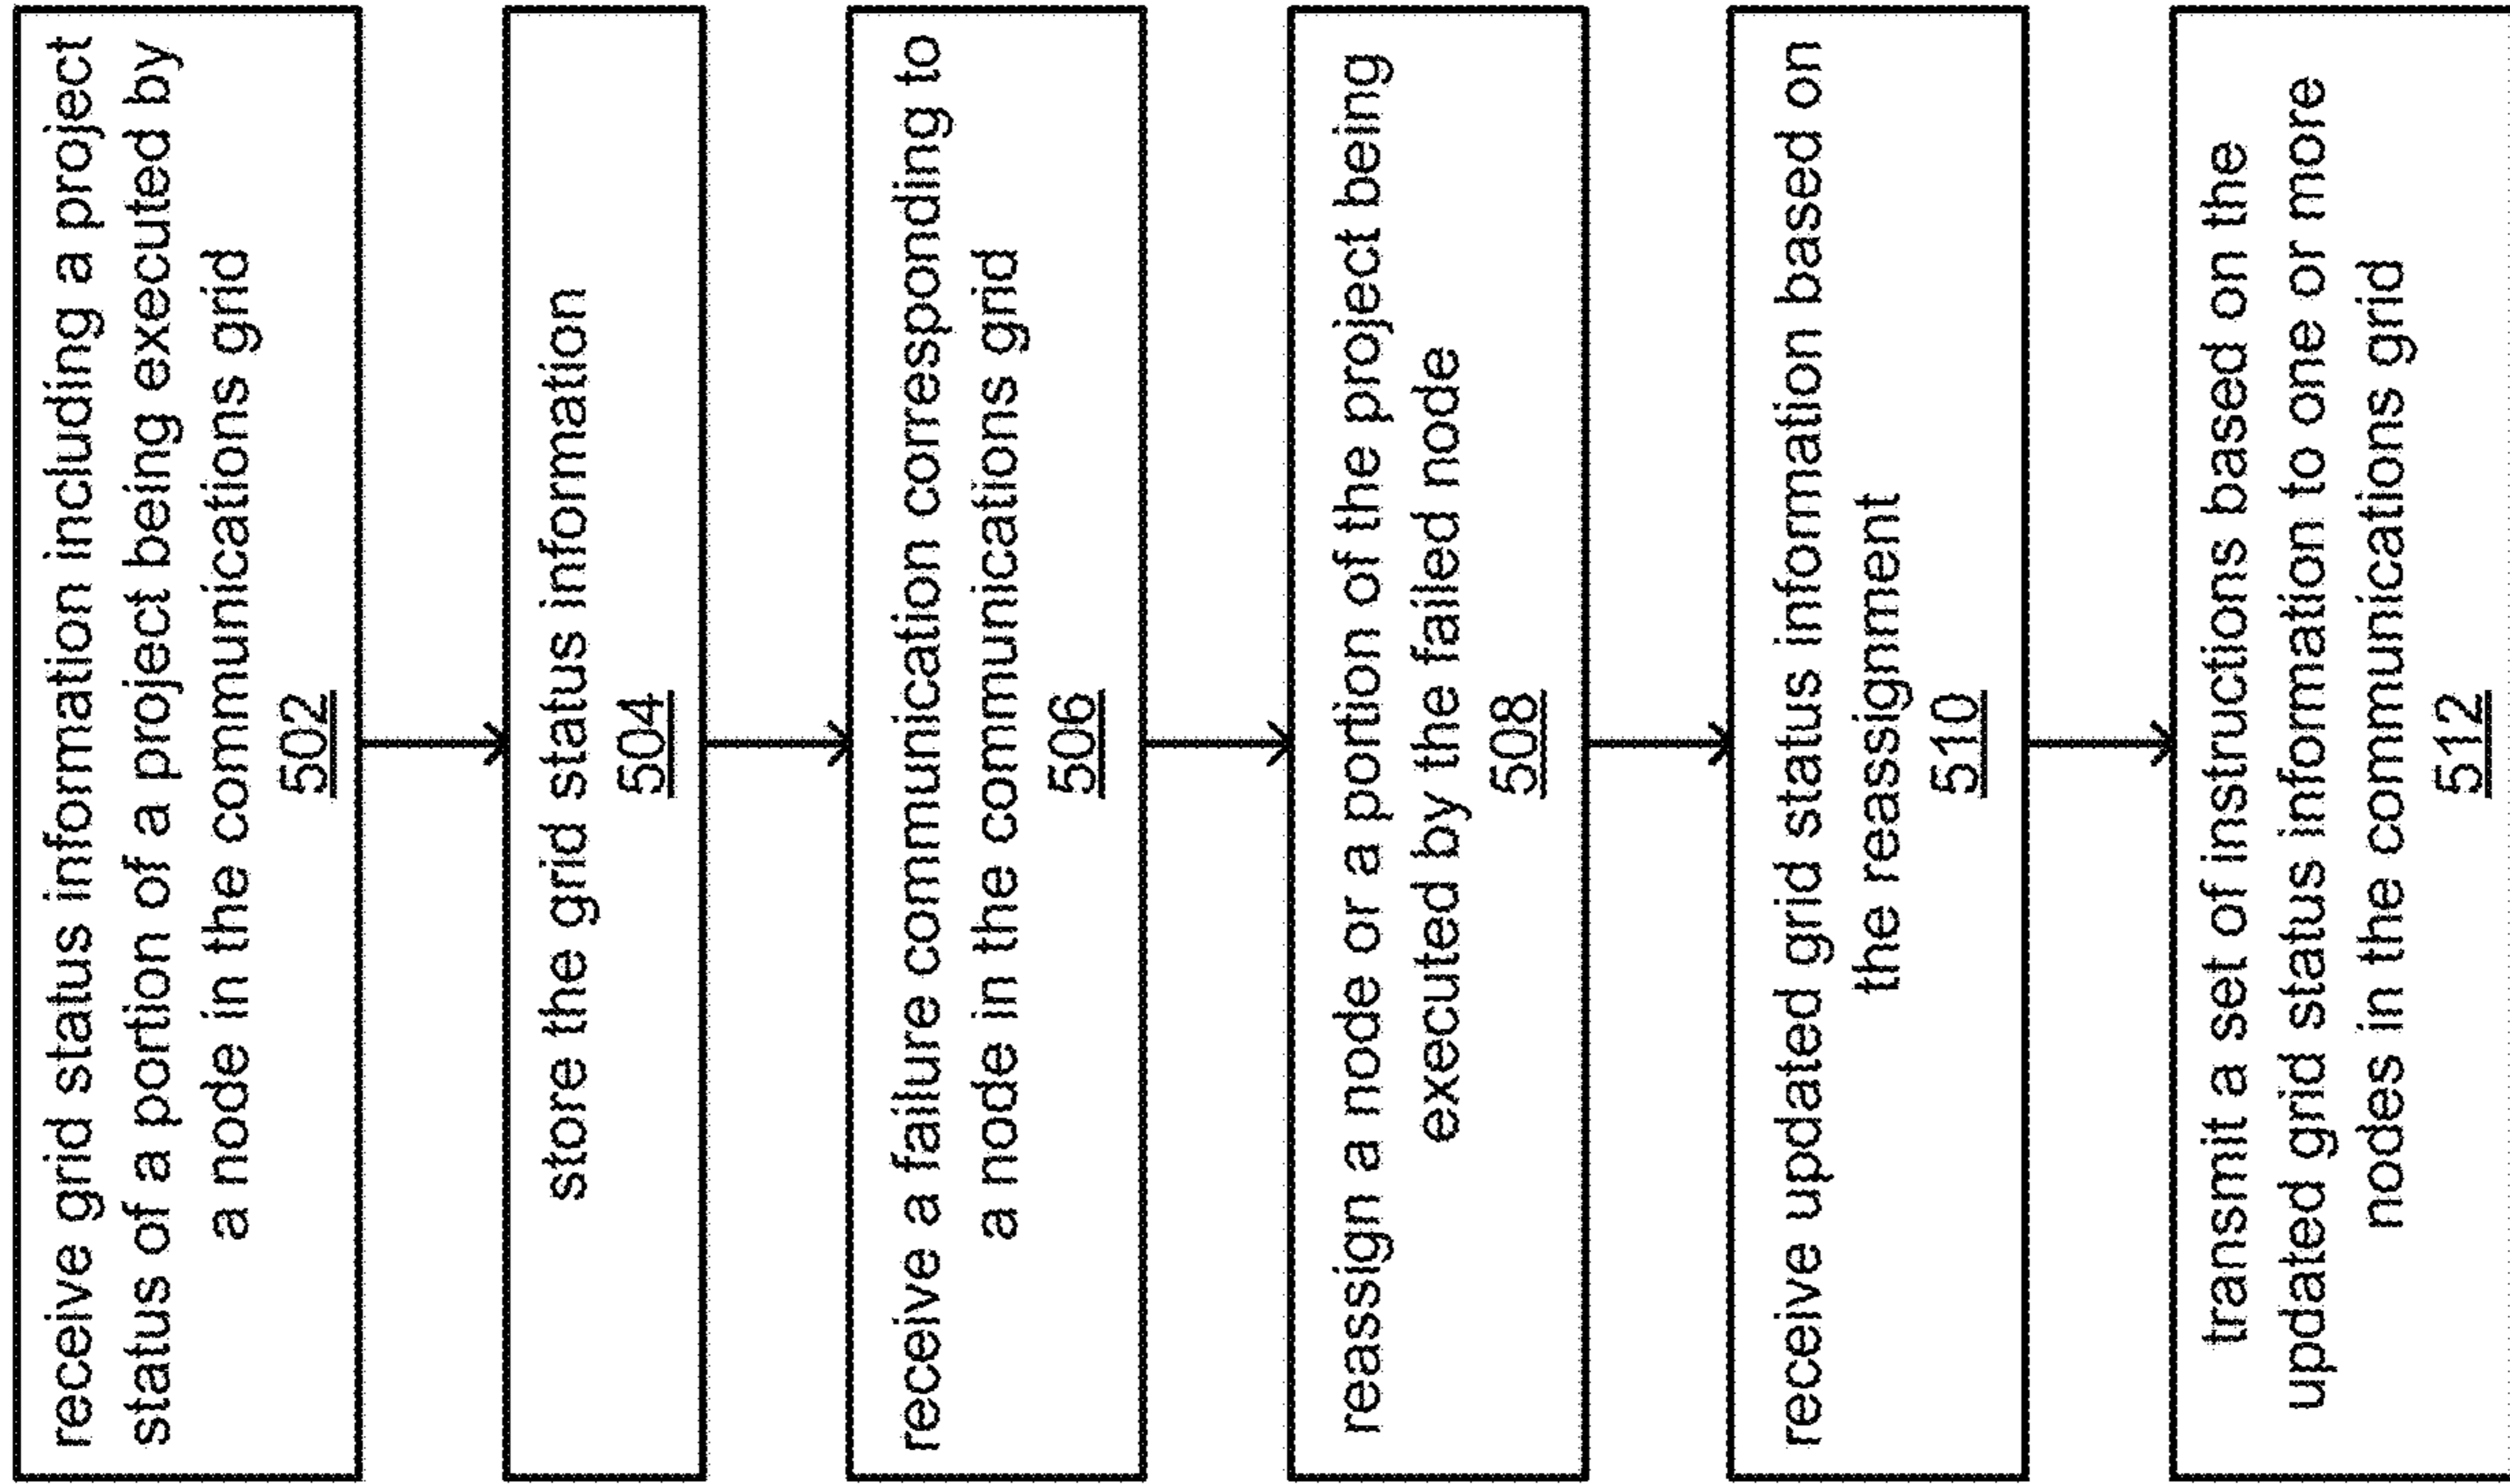 receive grid status information including a project
status of a portion of a project being executed by
a node in the communications grid
502
store the grid status information
504
receive a failure communication corresponding to
a node in the communications grid
506
reassign a node or a portion of the project being
executed by the failed node
508
receive updated grid status information based on
the reassignment
510
transmit a set of instructions based on the
updated grid status information to one or more
nodes in the communications grid
512